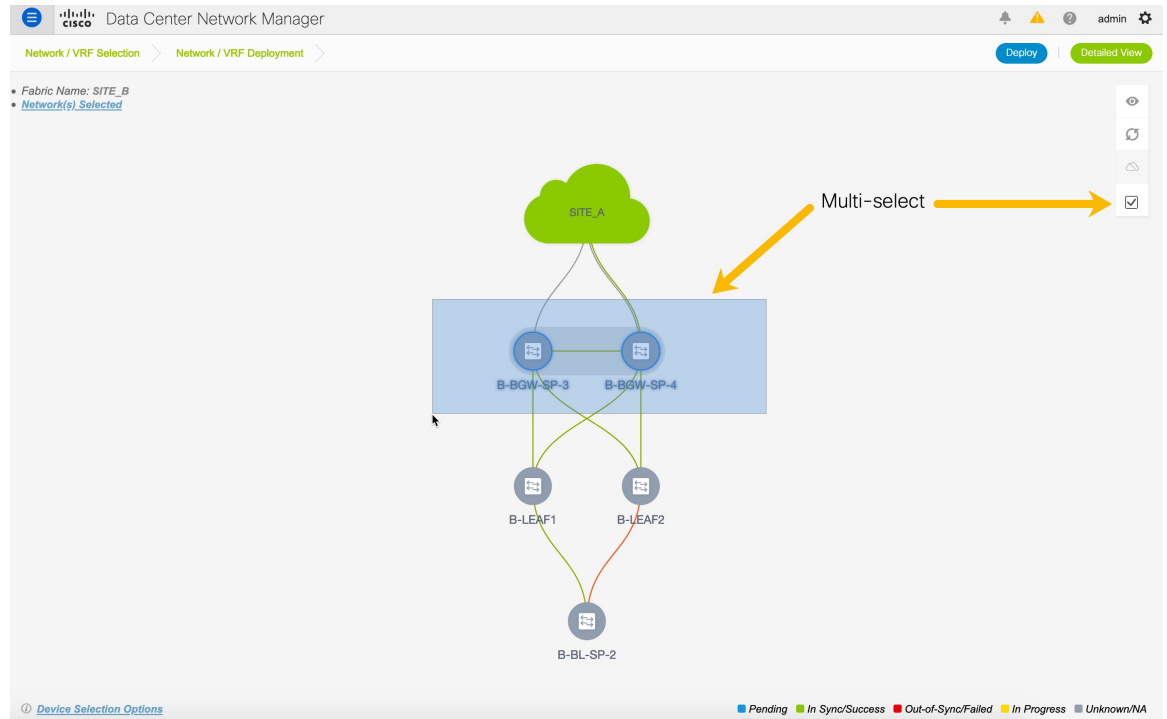 cisco Data Center Network Manager
admin
Network / VRF Selection
Network / VRF Deployment
Deploy
Detailed View
Fabric Name: SITE_B
Network(s) Selected
SITE_A
Multi-select
B-BGW-SP-3
B-BGW-SP-4
B-LEAF1
B-LEAF2
B-BL-SP-2
Device Selection Options
Pending In Sync/Success Out-of-Sync/Failed In Progress Unknown/NA